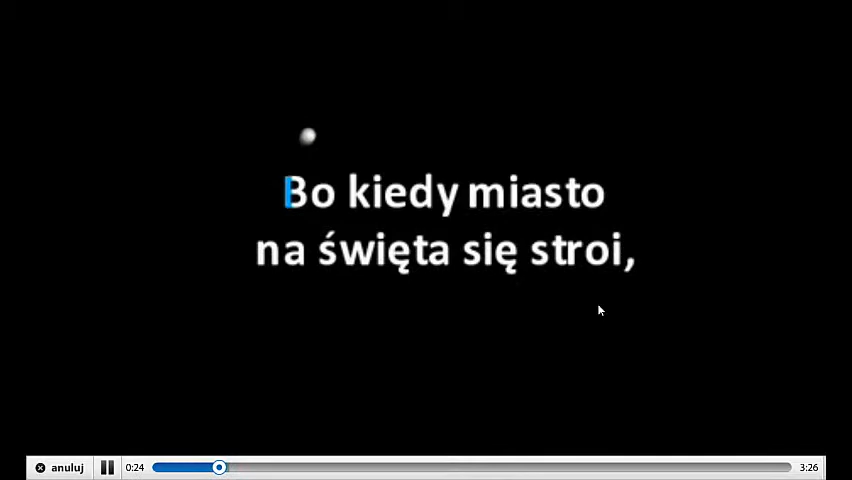 Bo kiedy miasto
na święta się stroi,
anuluj
0:24
3:26